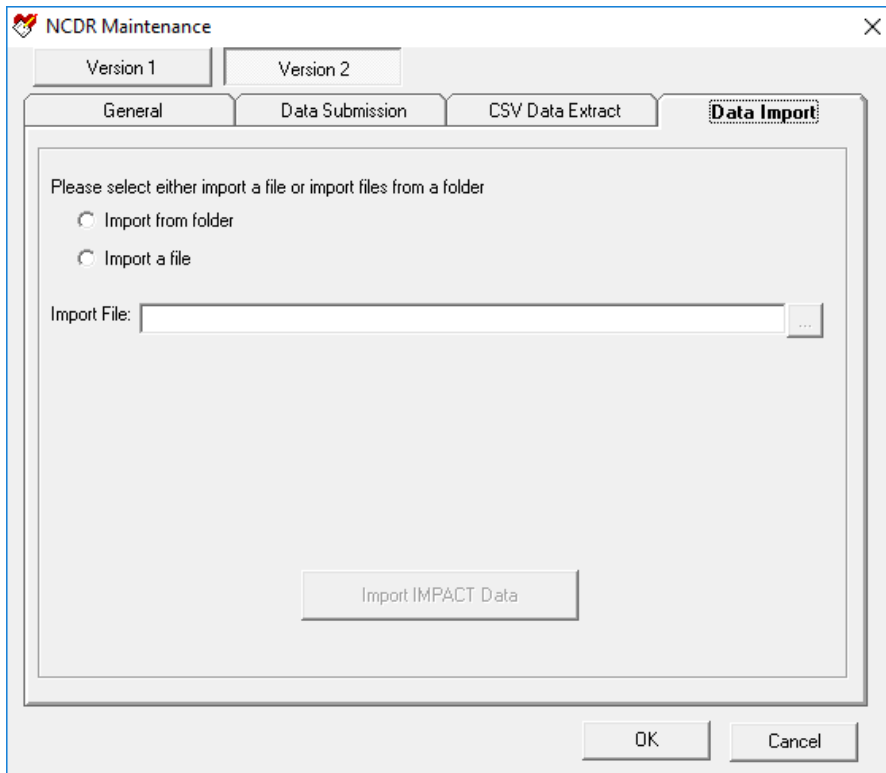 NCDR Maintenance
Version 1 Version 2
General Data Submission CSV Data Extract Data Import
Please select either import a file or import files from a folder
Import from folder
Import a file
Import File: ...
Import IMPACT Data
OK Cancel